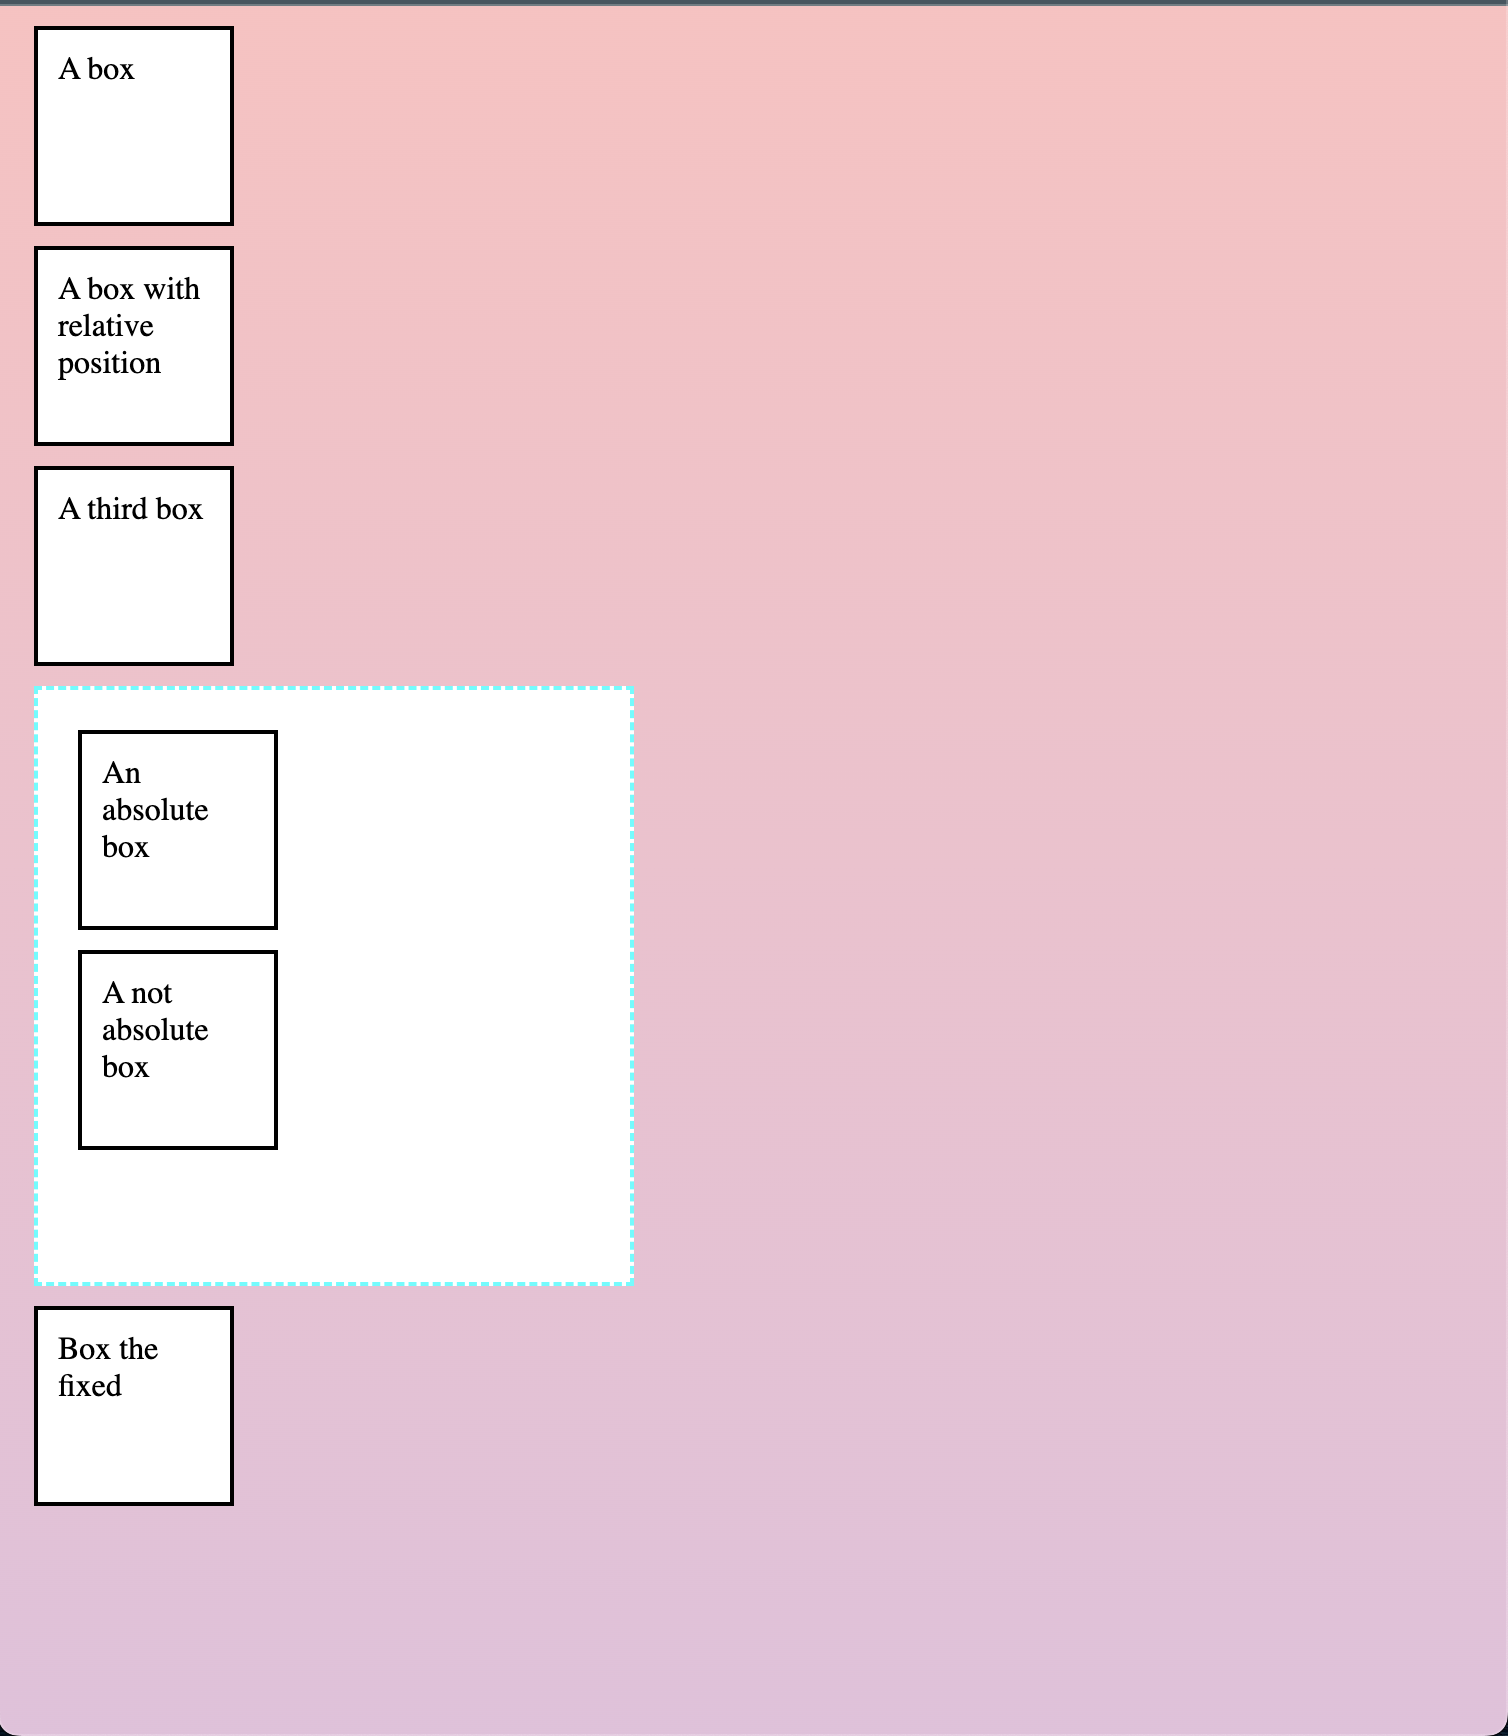 A box
A box with
relative
position
A third box
An
absolute
box
A not
absolute
box
Box the
fixed